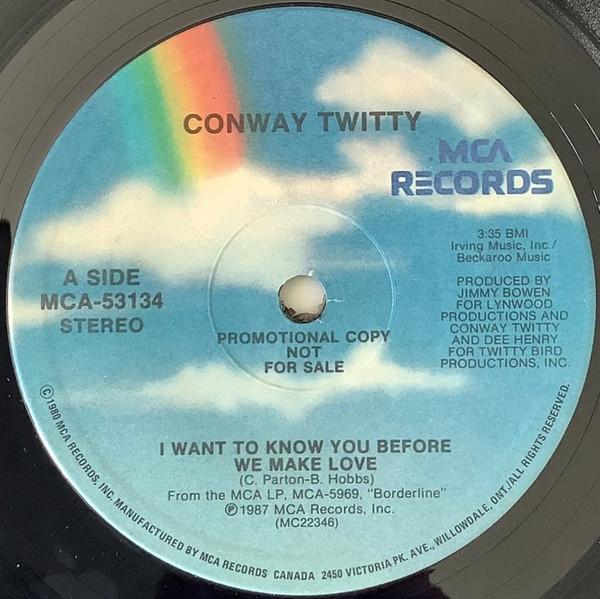 CONWAY TWITTY
MCA
RECORDS
3:35 BMI
Irving Music, Inc./
Beckaroo Music
A SIDE
MCA-53134
STEREO
PRODUCED BY
JIMMY BOWEN
FOR LYNWOOD
PRODUCTIONS AND
CONWAY TWITTY
AND DEE HENRY
FOR TWITTY BIRD
PRODUCTIONS, INC.
PROMOTIONAL COPY
NOT
FOR SALE
I WANT TO KNOW YOU BEFORE
WE MAKE LOVE
(C. Parton-B. Hobbs)
From the MCA LP, MCA-5969, "Borderline"
℗1987 MCA Records, Inc.
(MC22346)
©1980 MCA RECORDS, INC. MANUFACTURED BY MCA RECORDS CANADA 2450 VICTORIA PK. AVE., WILLOWDALE, ONT./ALL RIGHTS RESERVED.